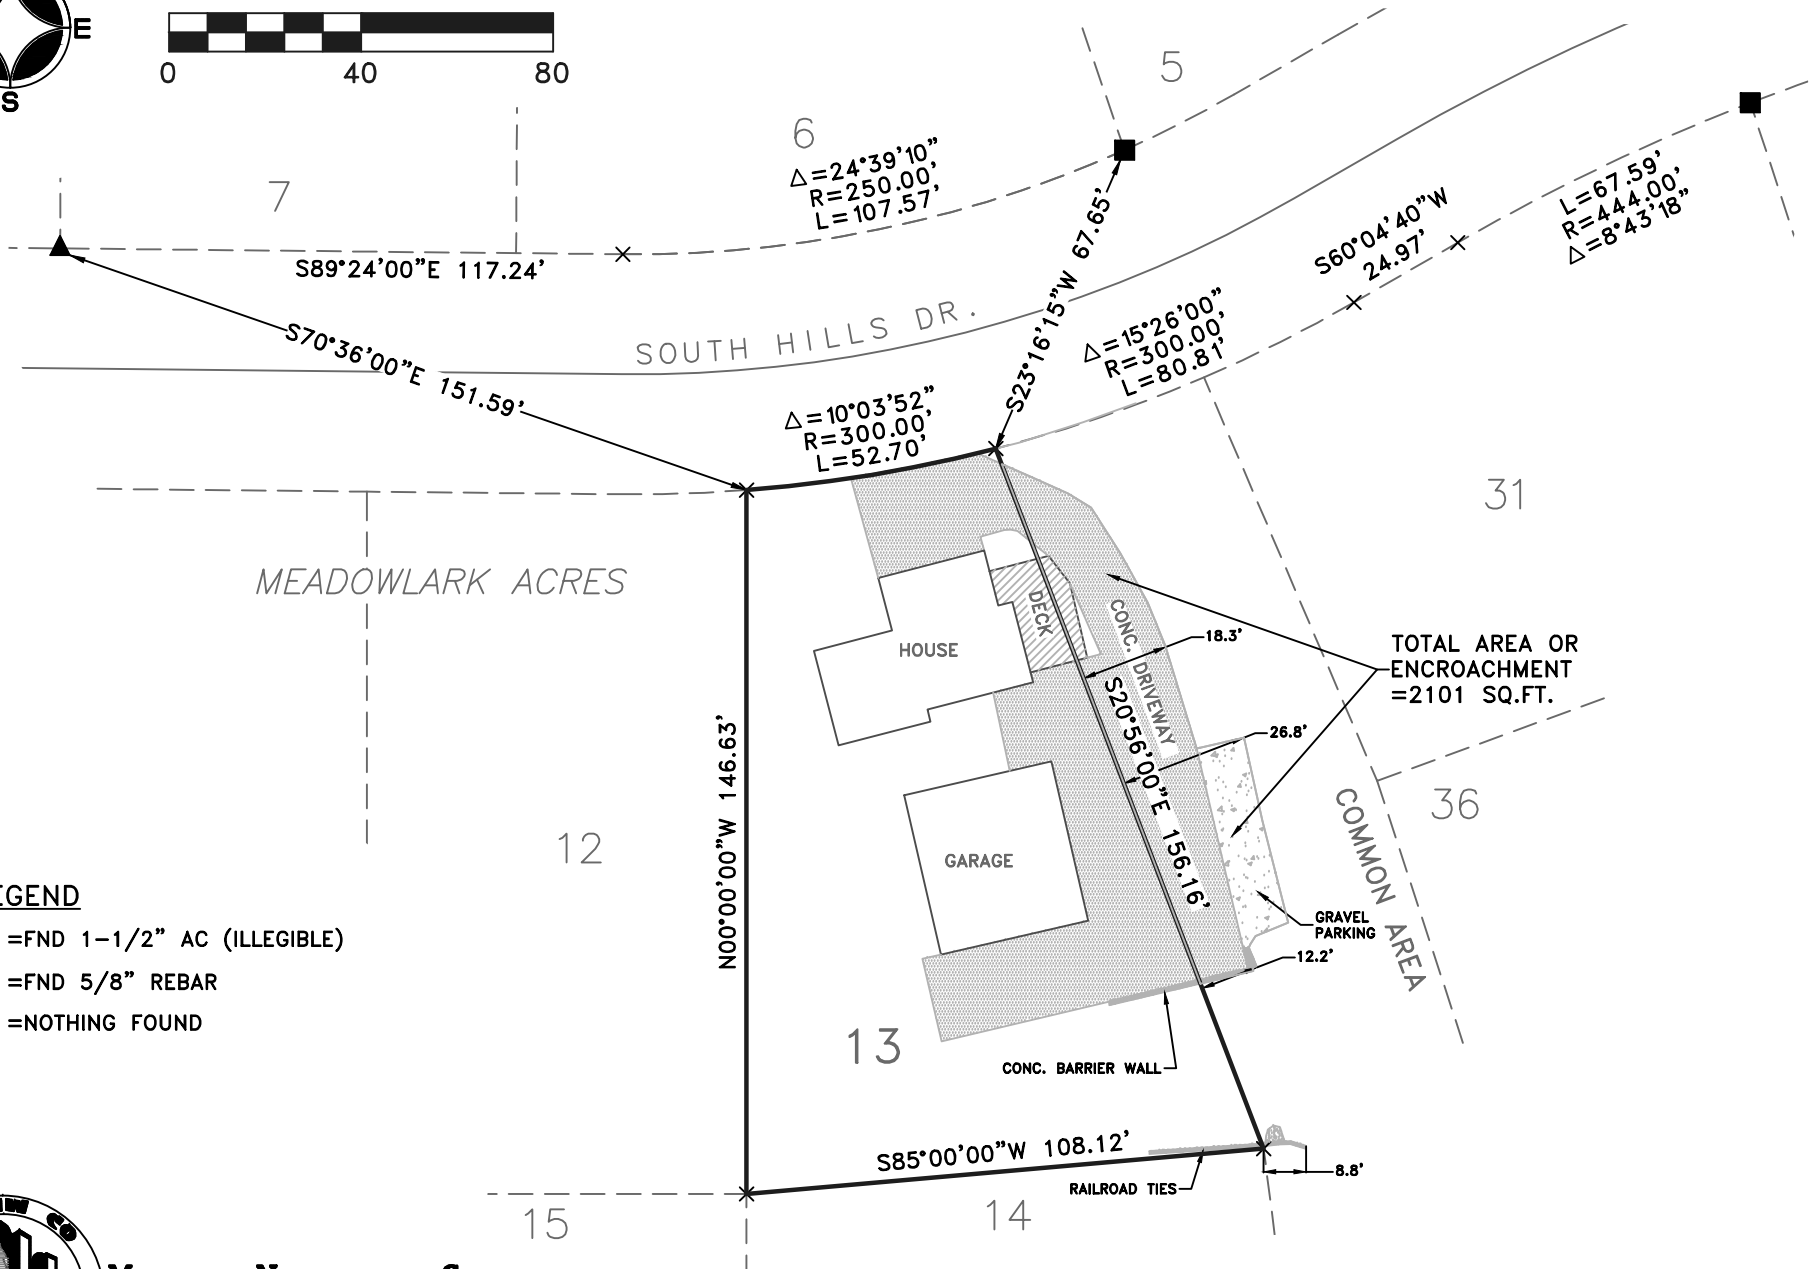 E
S
0 40 80
5
6
△=24°39'10"
R=250.00'
L=107.57'
7
S89°24'00"E 117.24'
S70°36'00"E 151.59'
SOUTH HILLS DR.
S23°16'15"W 67.65'
△=15°26'00"
R=300.00'
L=80.81'
S60°04'40"W
24.97'
L=67.59'
R=444.00'
△=8°43'18"
△=10°03'52"
R=300.00'
L=52.70'
31
MEADOWLARK ACRES
DECK
HOUSE
CONC. DRIVEWAY
18.3'
TOTAL AREA OR
ENCROACHMENT
=2101 SQ.FT.
S20°56'00"E 156.16'
26.8'
N00°00'00"W 146.63'
COMMON AREA
36
12
GARAGE
GRAVEL
PARKING
12.2'
EGEND
=FND 1-1/2" AC (ILLEGIBLE)
=FND 5/8" REBAR
=NOTHING FOUND
13
CONC. BARRIER WALL
S85°00'00"W 108.12'
8.8'
RAILROAD TIES
15
14
CO